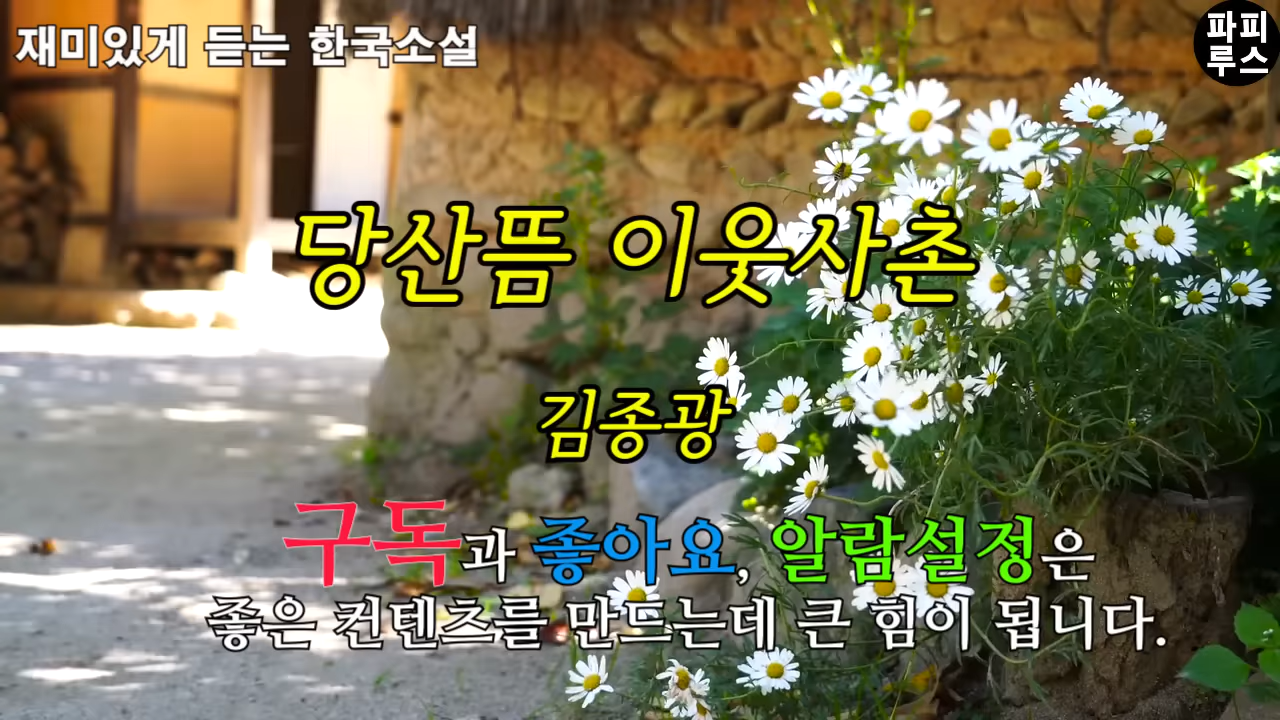 재미있게 듣는 한국소설
파피
루스
당산뜸 이웃사촌
김종광
구독과 좋아요, 알람설정은
좋은 컨텐츠를 만드는데 큰 힘이 됩니다.